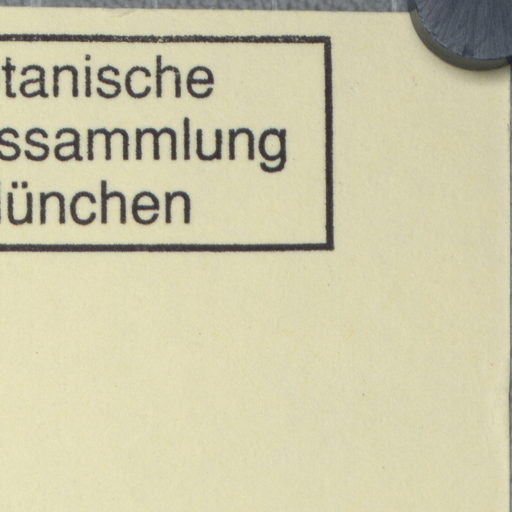 tanische
ssammlung
ünchen